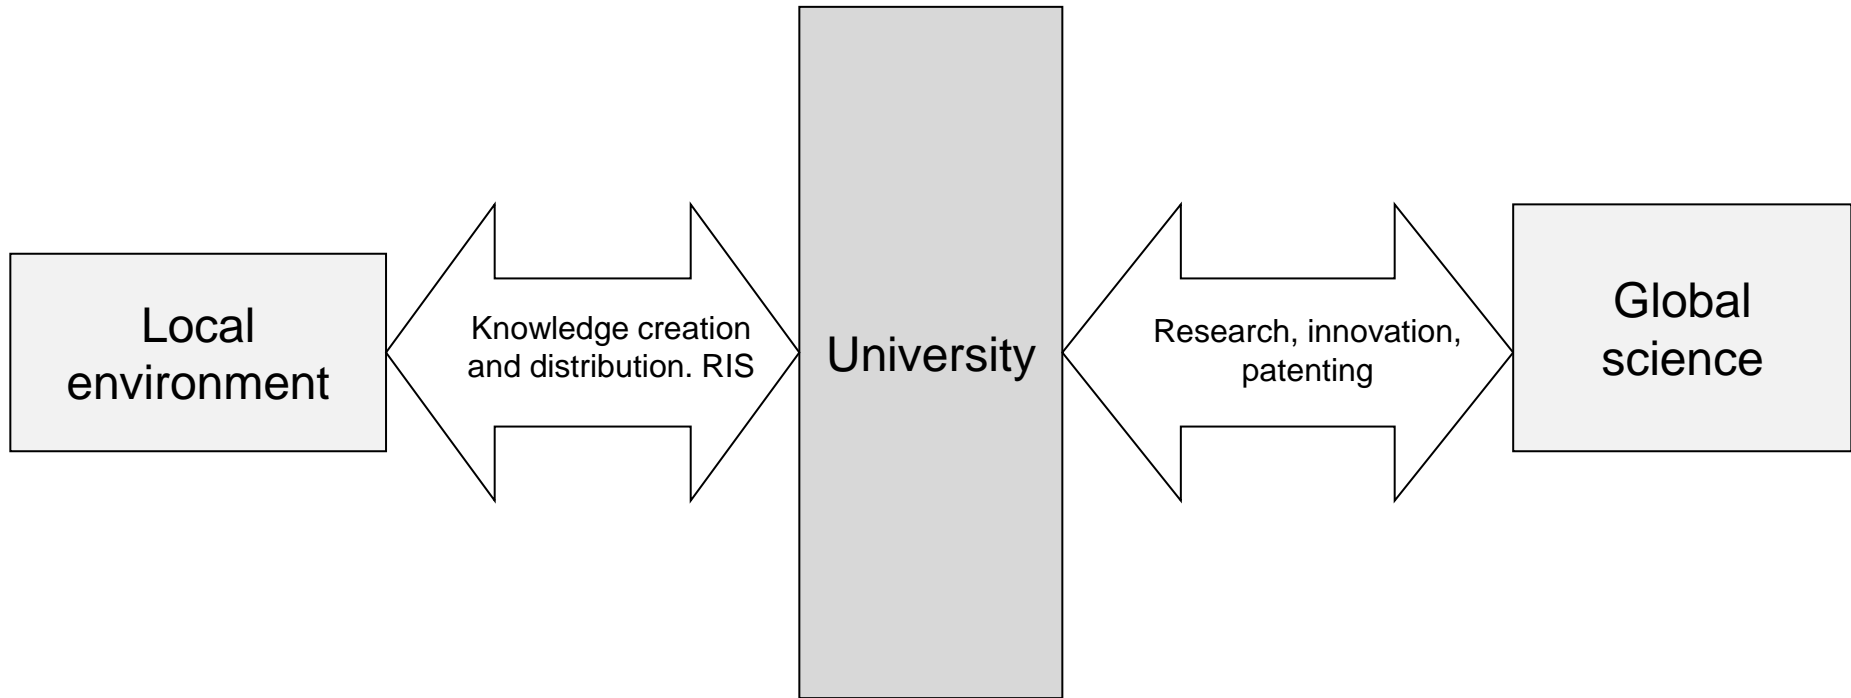 Local
environment
Knowledge creation
and distribution. RIS
University
Research, innovation,
patenting
Global
science